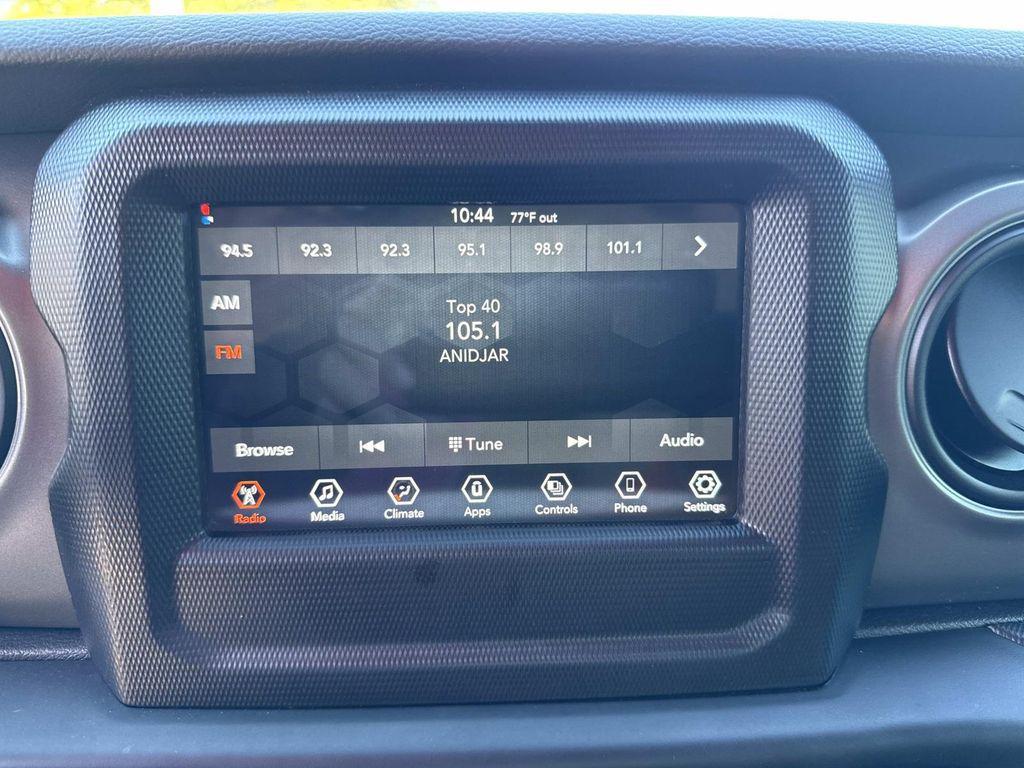 10:44 77°F out
94.5 92.3 92.3 95.1 98.9 101.1
AM
Top 40
105.1
FM
ANIDJAR
Browse Tune Audio
Radio Media Climate Apps Controls Phone Settings